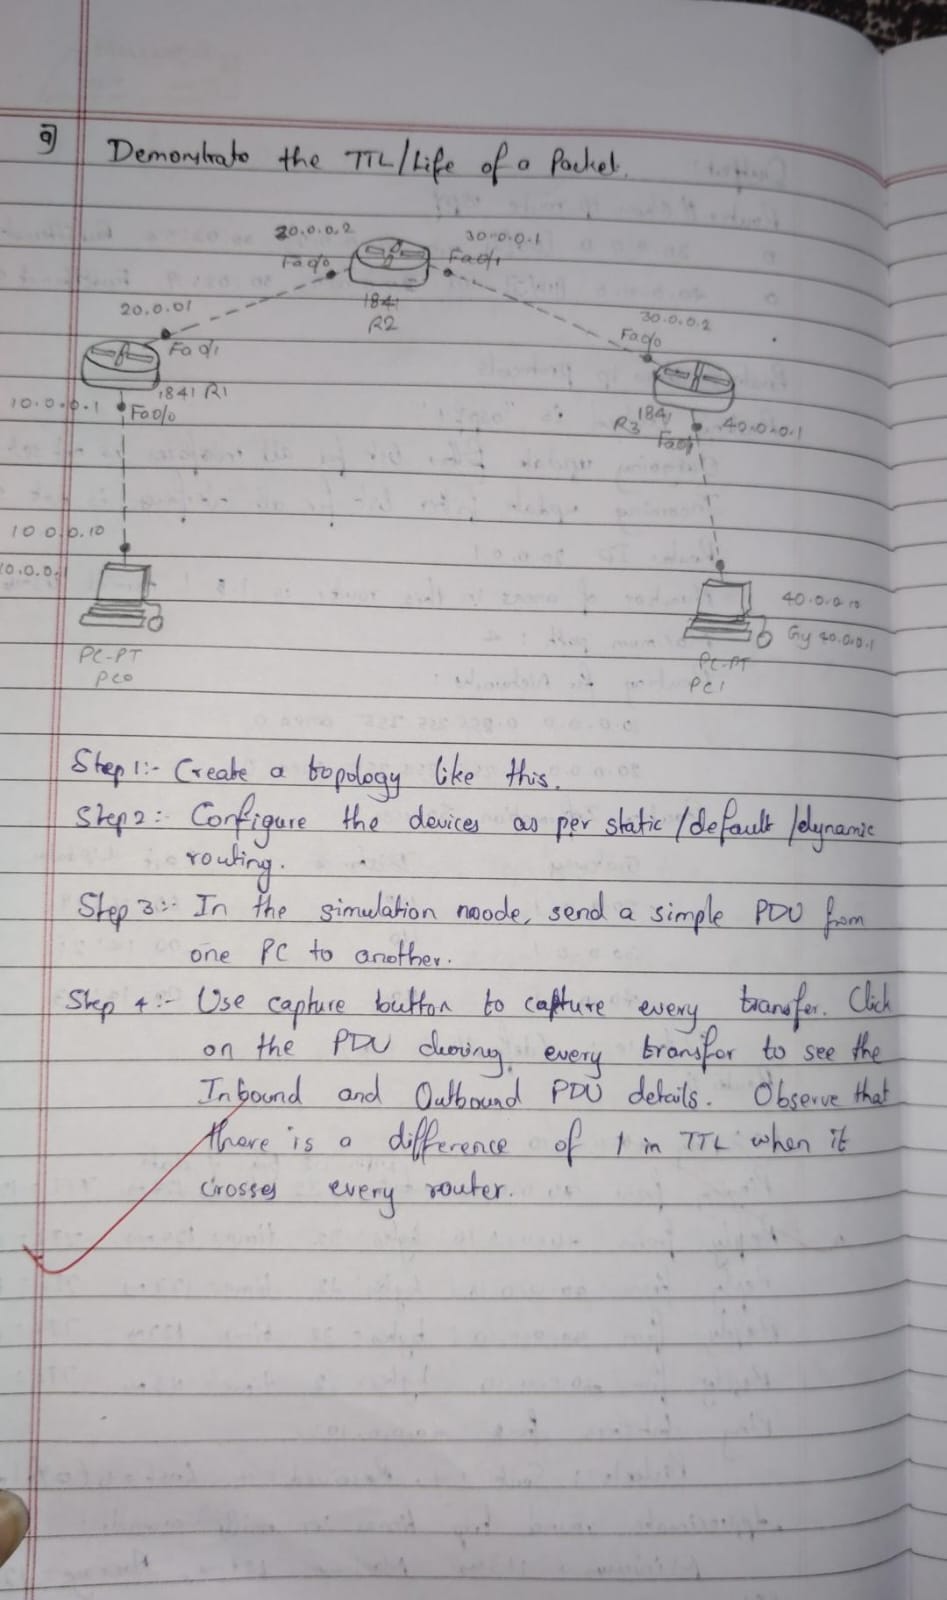 9) Demonstrate the TTL/Life of a Packet.
20.0.0.2
30.0.0.1
Fa0/0
Fa0/1
1841
R2
20.0.01
Fa0/1
30.0.0.2
Fa0/0
1841 R1
10.0.0.1
Fa0/0
1841
R3
40.0.0.1
Fa0/1
10 0.0.10
10.0.0.1
PC-PT
PC0
40.0.0.10
Gy 40.0.0.1
PC-PT
PC1
Step 1:- Create a topology like this.
Step 2:- Configure the devices as per static/default/dynamic
routing.
Step 3:- In the simulation mode, send a simple PDU from
one PC to another.
Step 4:- Use capture button to capture every transfer. Click
on the PDU during every transfer to see the
Inbound and Outbound PDU details. Observe that
there is a difference of 1 in TTL when it
crosses every router.